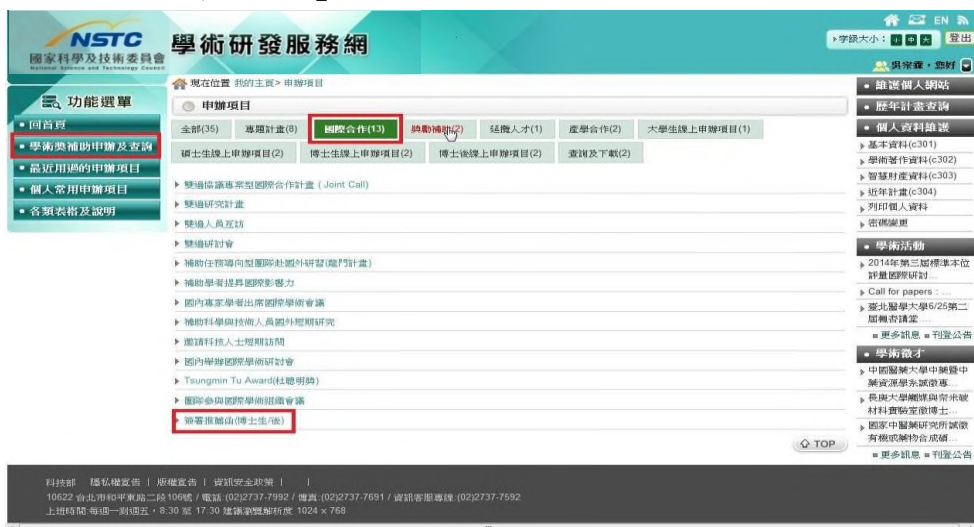 NSTC
國家科學及技術委員會
National Science and Technology Council
學術研發服務網
EN
字級大小：小 中 大 登出
吳宗霖，您好
功能選單
回首頁
學術獎補助申辦及查詢
最近用過的申辦項目
個人常用申辦項目
各類表格及說明
現在位置 我的主頁> 申辦項目
申辦項目
全部(35) 專題計畫(8) 國際合作(13) 獎勵補助(2) 延攬人才(1) 產學合作(2) 大學生線上申辦項目(1)
碩士生線上申辦項目(2) 博士生線上申辦項目(2) 博士後線上申辦項目(2) 查詢及下載(2)
雙邊協議專案型國際合作計畫 ( Joint Call)
雙邊研究計畫
雙邊人員互訪
雙邊研討會
補助任務導向型團隊赴國外研習(龍門計畫)
補助學者提昇國際影響力
國內專家學者出席國際學術會議
補助科學與技術人員國外短期研究
邀請科技人士短期訪問
國內舉辦國際學術研討會
Tsungmin Tu Award(杜聰明獎)
團隊參與國際學術組織會議
簽署推薦函(博士生/後)
TOP
維護個人網站
歷年計畫查詢
個人資料維護
基本資料(c301)
學術著作資料(c302)
智慧財產資料(c303)
近年計畫(c304)
列印個人資料
密碼變更
學術活動
2014年第三屆標準本位
評量國際研討...
Call for papers : ....
臺北醫學大學6/25第二
屆楓杏講堂....
更多訊息 刊登公告
學術徵才
中國醫藥大學中藥暨中
藥資源學系誠徵專...
長庚大學觸媒與奈米碳
材料實驗室徵博士...
國家中醫藥研究所誠徵
有機或藥物合成碩...
更多訊息 刊登公告
科技部 隱私權宣告 | 版權宣告 | 資訊安全政策 | |
10622 台北市和平東路二段106號 / 電話:(02)2737-7992 / 傳真:(02)2737-7691 / 資訊客服專線:(02)2737-7592
上班時間:每週一到週五，8:30 至 17:30 建議瀏覽解析度 1024 x 768